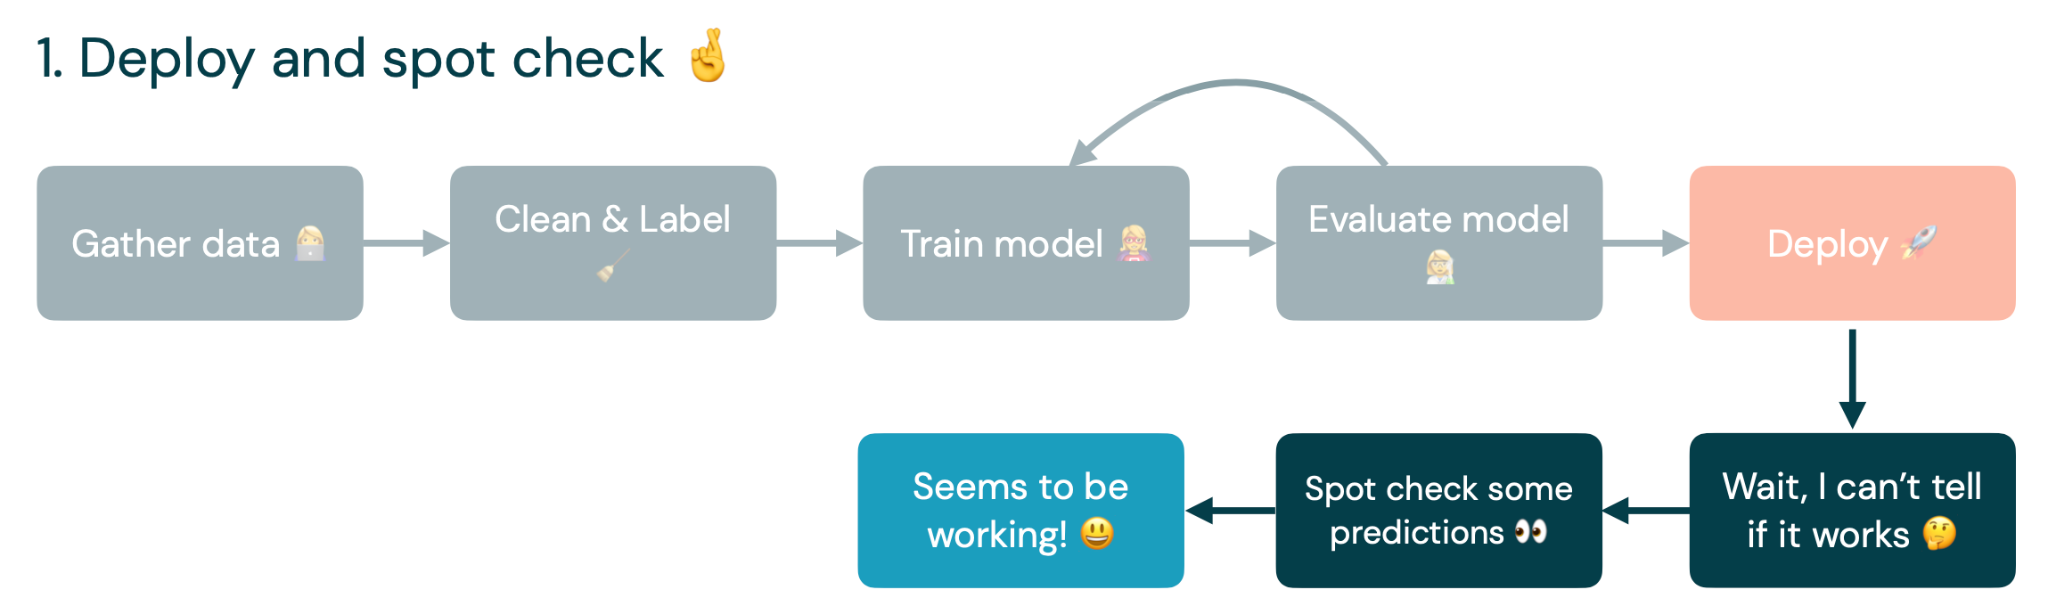 1. Deploy and spot check 🤞
Gather data 👩🏼‍💻
Clean & Label
🧹
Train model 👩🏼‍🏫
Evaluate model
👩🏼‍🔬
Deploy 🚀
Wait, I can’t tell
if it works 🤔
Spot check some
predictions 👀
Seems to be
working! 😃